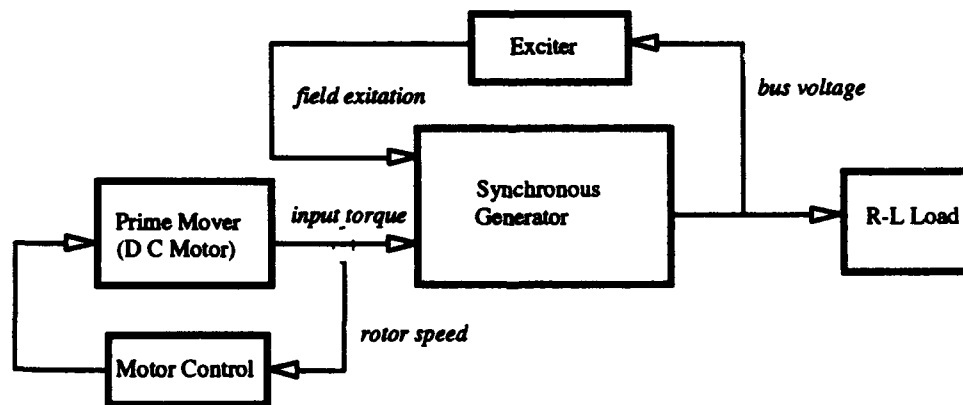 Exciter
field exitation
bus voltage
Synchronous
Generator
Prime Mover
(D C Motor)
input torque
R-L Load
rotor speed
Motor Control